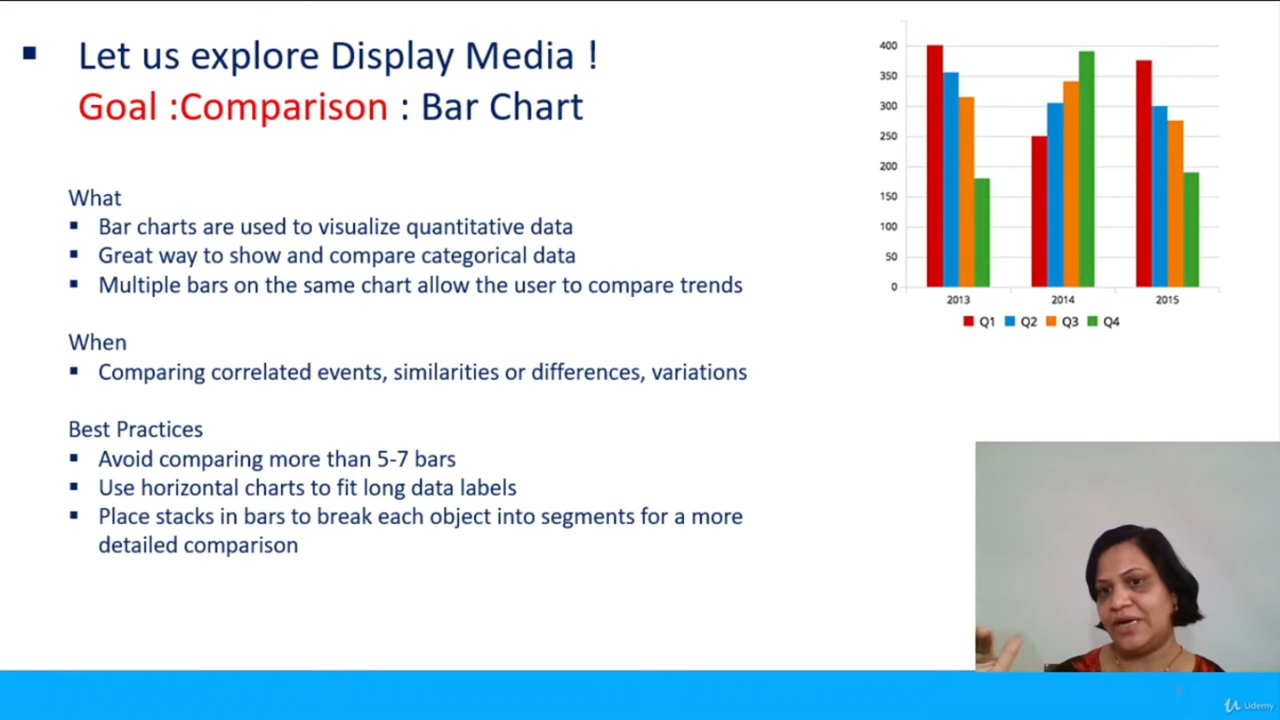 Let us explore Display Media !
Goal :Comparison : Bar Chart
What
Bar charts are used to visualize quantitative data
Great way to show and compare categorical data
Multiple bars on the same chart allow the user to compare trends
When
Comparing correlated events, similarities or differences, variations
Best Practices
Avoid comparing more than 5-7 bars
Use horizontal charts to fit long data labels
Place stacks in bars to break each object into segments for a more
detailed comparison
400
350
300
250
200
150
100
50
0
2013 2014 2015
Q1 Q2 Q3 Q4
Udemy